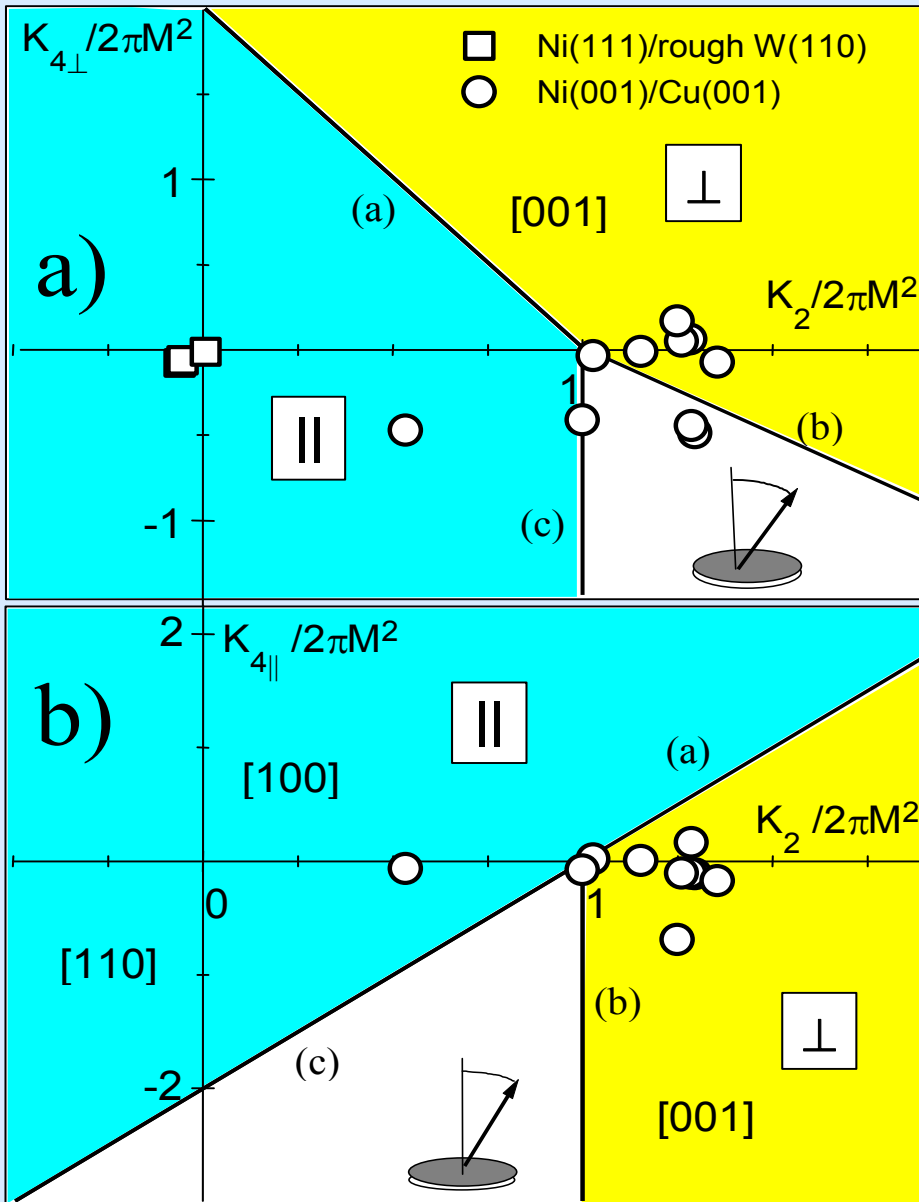 K4⊥/2πM²
Ni(111)/rough W(110)
Ni(001)/Cu(001)
1
(a)
⊥
[001]
a)
K2/2πM²
1
||
(b)
-1
(c)
2
K4||/2πM²
b)
||
[100]
(a)
K2/2πM²
0
1
[110]
(b)
⊥
(c)
-2
[001]